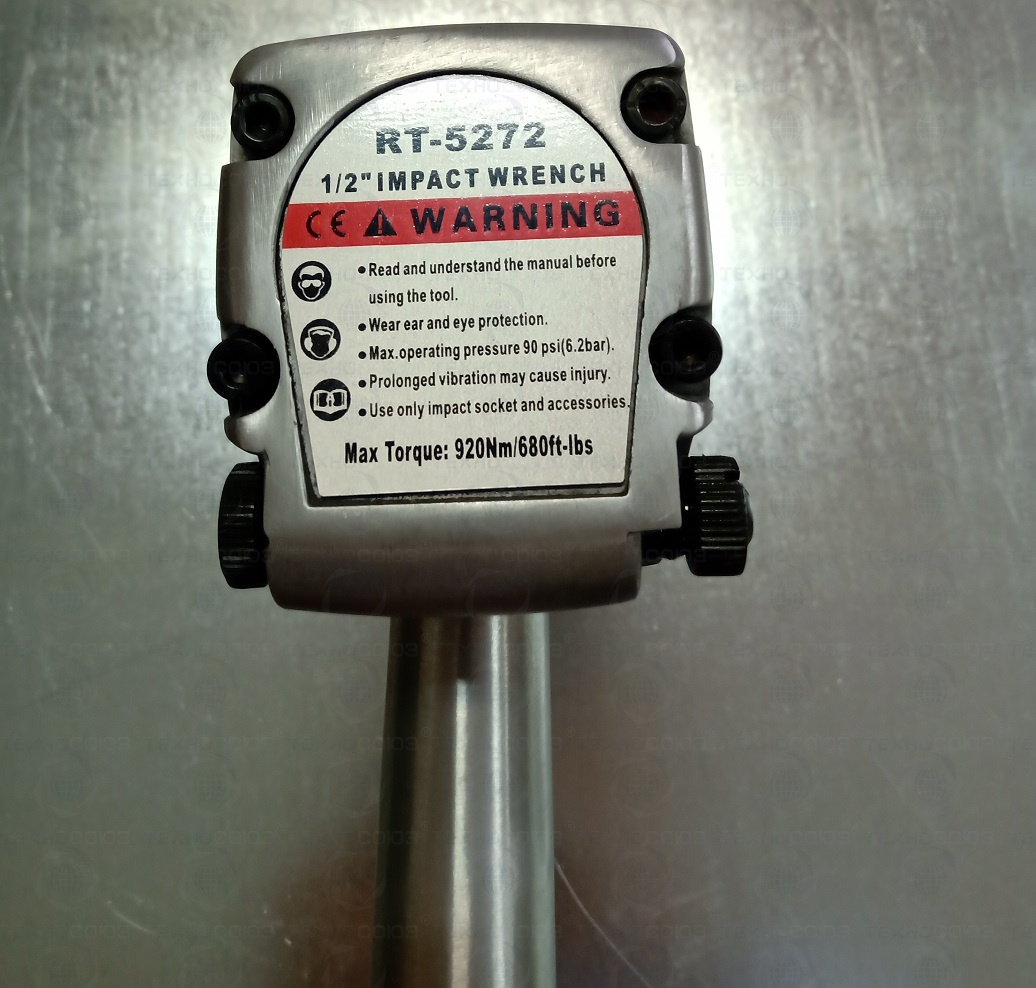 RT-5272
1/2" IMPACT WRENCH
CE WARNING
•Read and understand the manual before
using the tool.
•Wear ear and eye protection.
•Max.operating pressure 90 psi(6.2bar).
•Prolonged vibration may cause injury.
•Use only impact socket and accessories.
Max Torque: 920Nm/680ft-lbs